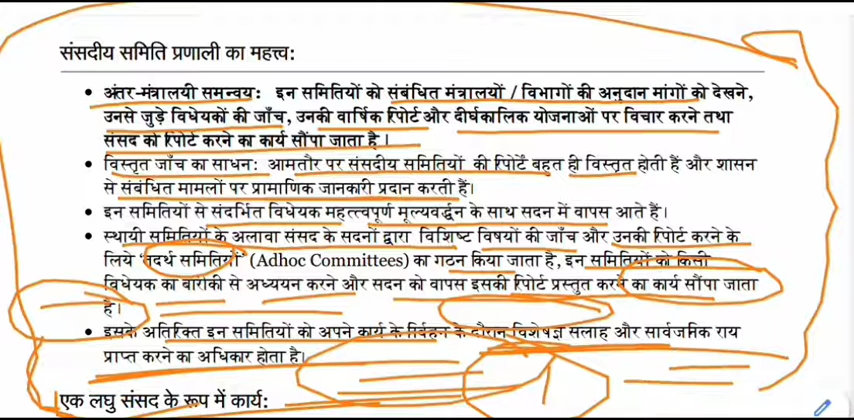 संसदीय समिति प्रणाली का महत्त्व:
• अंतर-मंत्रालयी समन्वय: इन समितियों को संबंधित मंत्रालयों / विभागों की अनुदान मांगों को देखने,
उनसे जुड़े विधेयकों की जाँच, उनकी वार्षिक रिपोर्ट और दीर्घकालिक योजनाओं पर विचार करने तथा
संसद को रिपोर्ट करने का कार्य सौंपा जाता है।
• विस्तृत जाँच का साधन: आमतौर पर संसदीय समितियों की रिपोर्टें बहुत ही विस्तृत होती हैं और शासन
से संबंधित मामलों पर प्रामाणिक जानकारी प्रदान करती हैं।
• इन समितियों से संदर्भित विधेयक महत्त्वपूर्ण मूल्यवर्द्धन के साथ सदन में वापस आते हैं।
• स्थायी समितियों के अलावा संसद के सदनों द्वारा विशिष्ट विषयों की जाँच और उनकी रिपोर्ट करने के
लिये 'तदर्थ समितियों' (Adhoc Committees) का गठन किया जाता है, इन समितियों को किसी
विधेयक का बारीकी से अध्ययन करने और सदन को वापस इसकी रिपोर्ट प्रस्तुत करने का कार्य सौंपा जाता
है।
• इसके अतिरिक्त इन समितियों को अपने कार्य के निर्वहन के दौरान विशेषज्ञ सलाह और सार्वजनिक राय
प्राप्त करने का अधिकार होता है।
एक लघु संसद के रूप में कार्य: